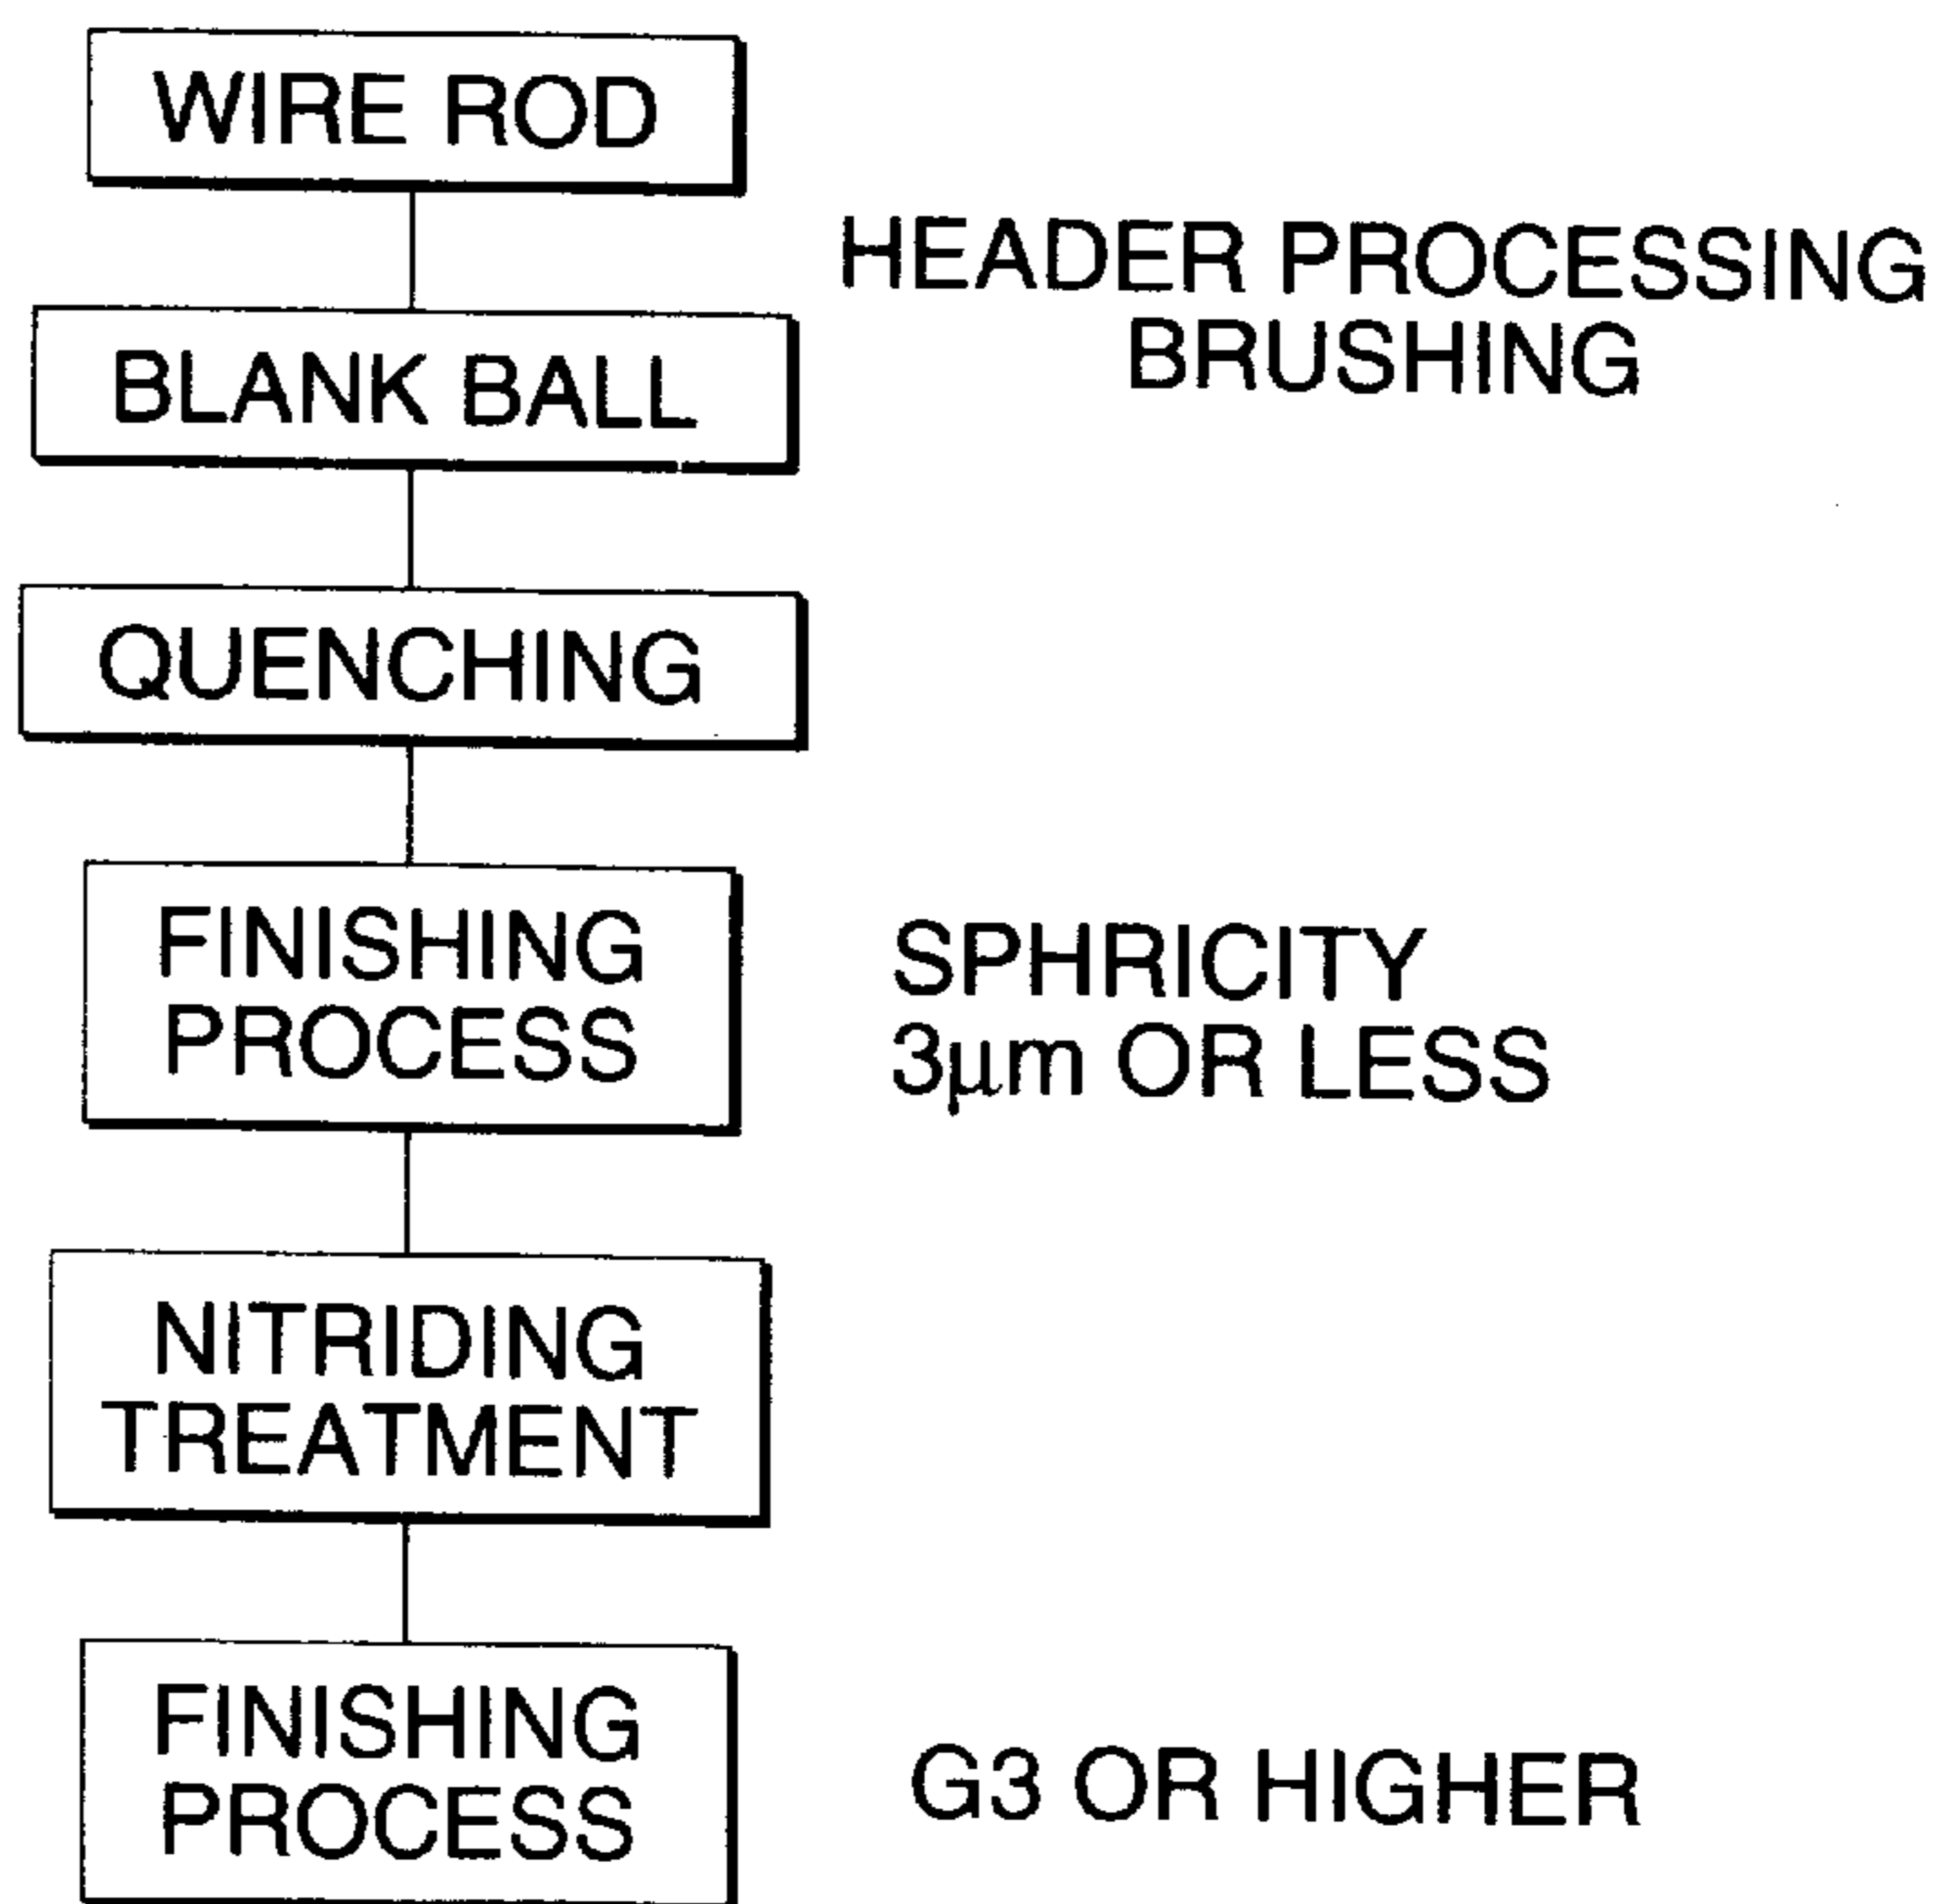 WIRE ROD
HEADER PROCESSING
BRUSHING
BLANK BALL
QUENCHING
FINISHING
PROCESS
SPHRICITY
3µm OR LESS
NITRIDING
TREATMENT
FINISHING
PROCESS
G3 OR HIGHER